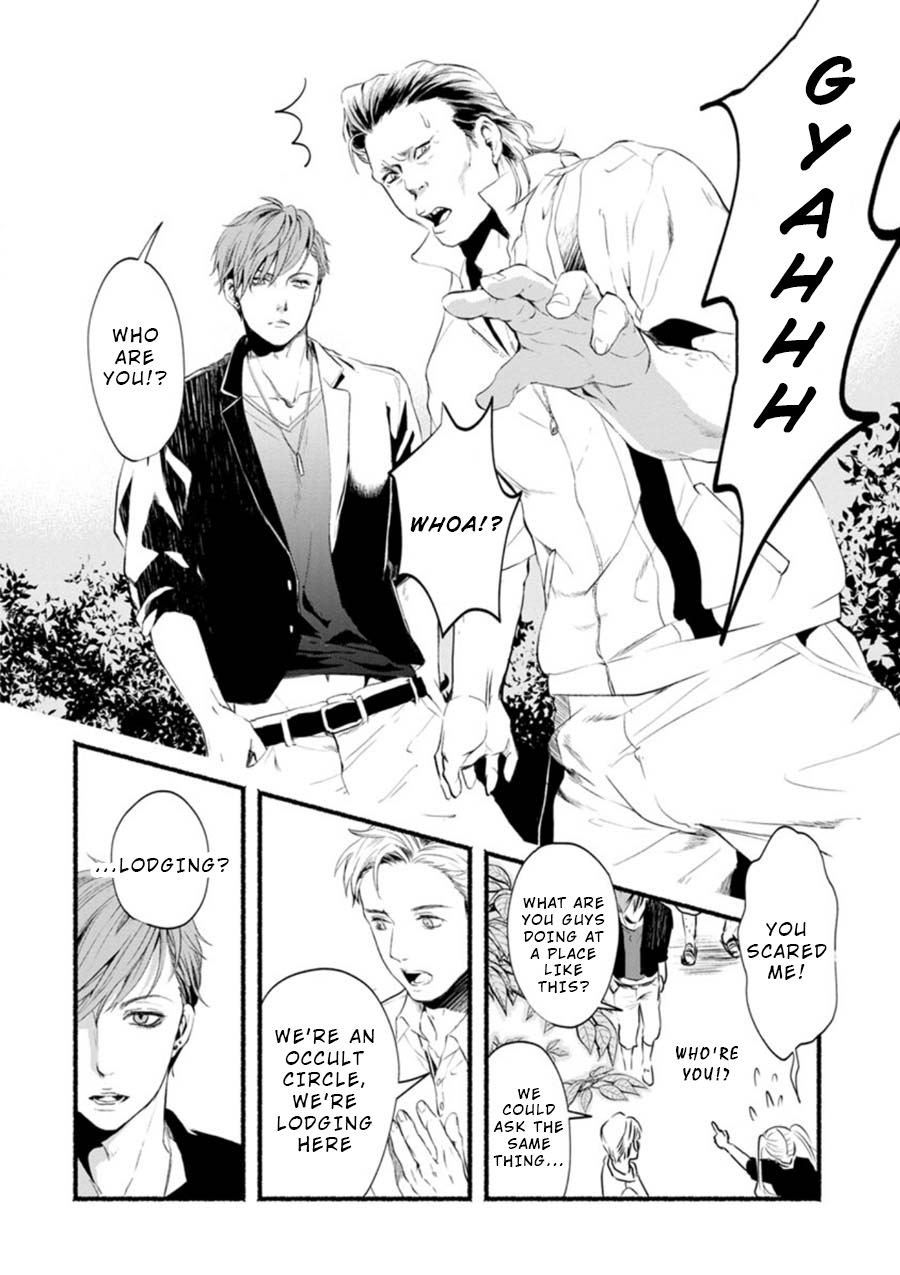 GYAHHH
WHOA!?
WHO
ARE
YOU!?
YOU
SCARED
ME!
WHO'RE
YOU!?
WHAT ARE
YOU GUYS
DOING AT
A PLACE
LIKE
THIS?
WE
COULD
ASK THE
SAME
THING...
WE'RE AN
OCCULT
CIRCLE,
WE'RE
LODGING
HERE
...LODGING?